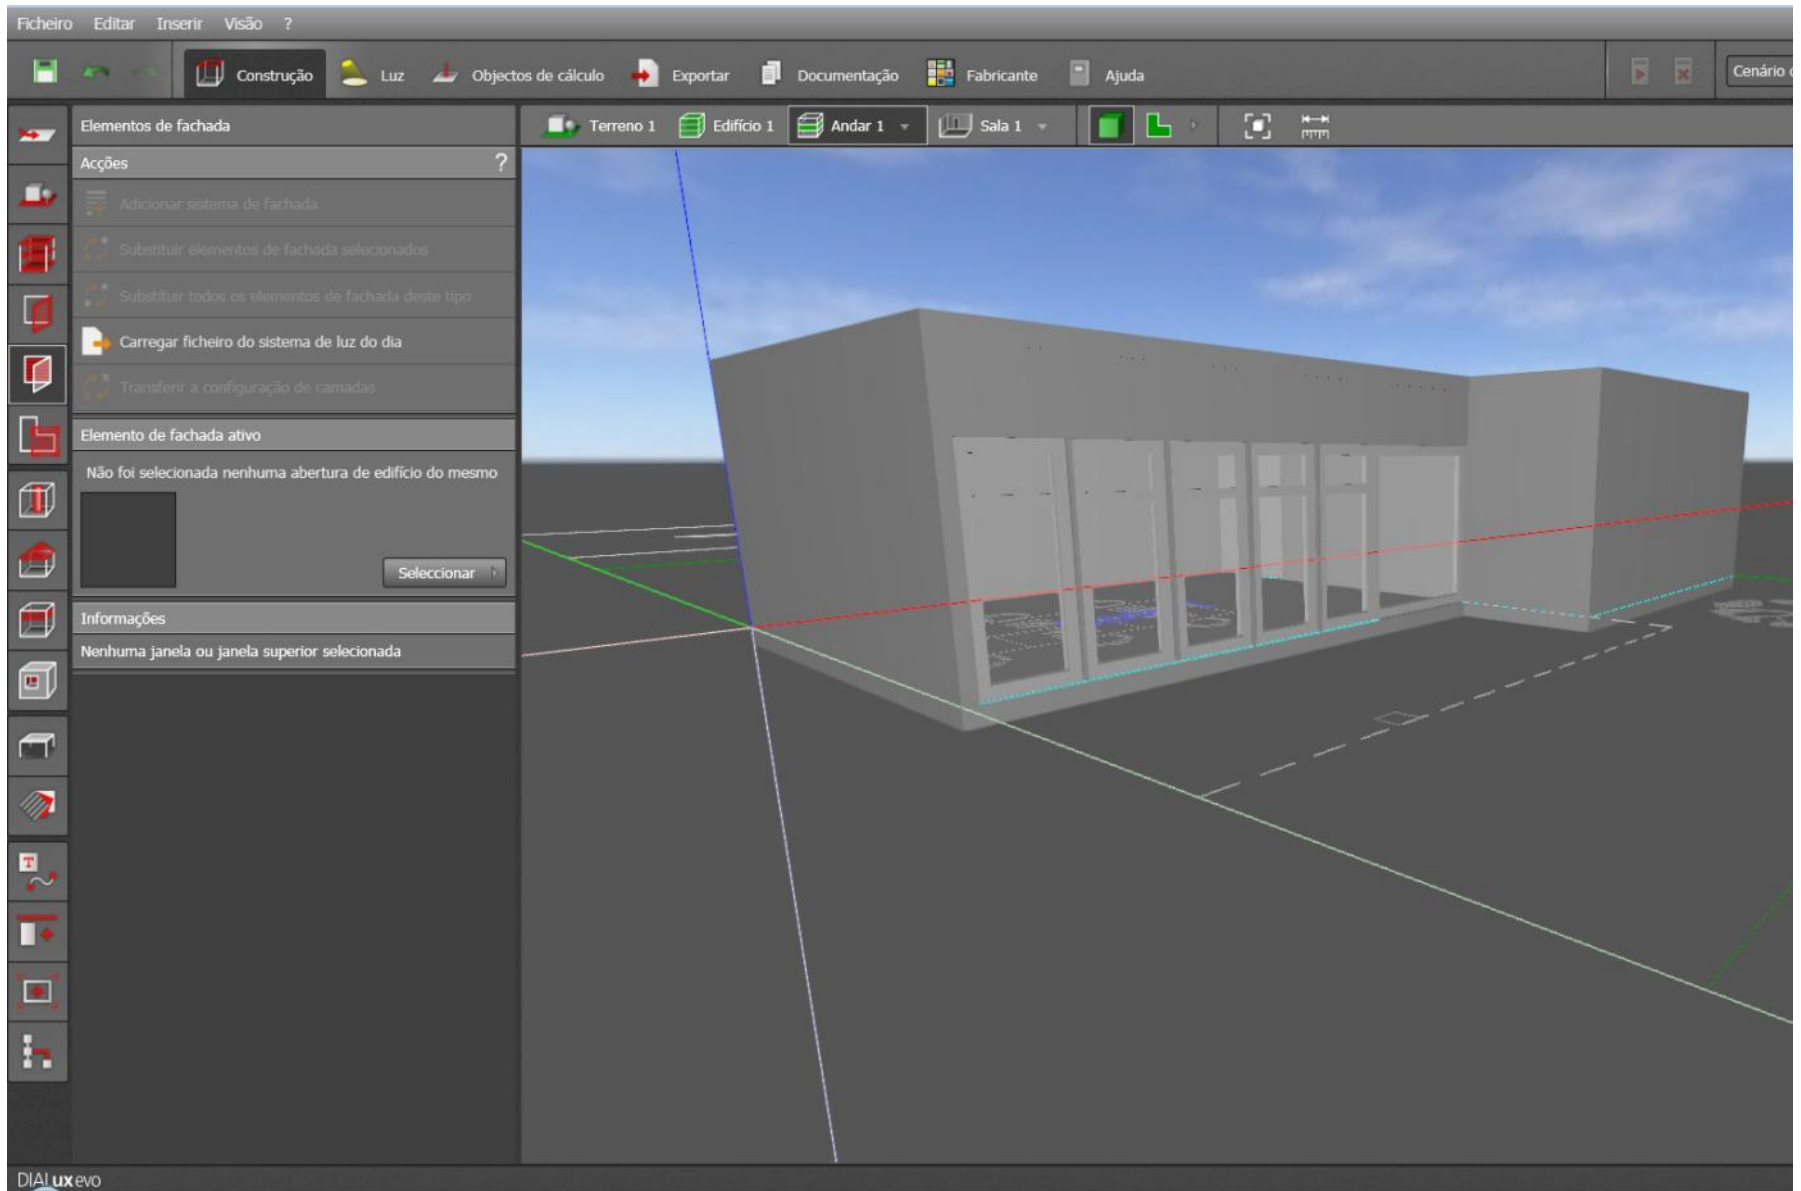 Ficheiro Editar Inserir Visão ?
Construção Luz Objectos de cálculo Exportar Documentação Fabricante Ajuda Cenário
Elementos de fachada
Terreno 1 Edifício 1 Andar 1 Sala 1
Acções ?
Adicionar sistema de fachada
Substituir elementos de fachada selecionados
Substituir todos os elementos de fachada deste tipo
Carregar ficheiro do sistema de luz do dia
Transferir a configuração de camadas
Elemento de fachada ativo
Não foi selecionada nenhuma abertura de edifício do mesmo
Seleccionar
Informações
Nenhuma janela ou janela superior selecionada
T
DIALux evo